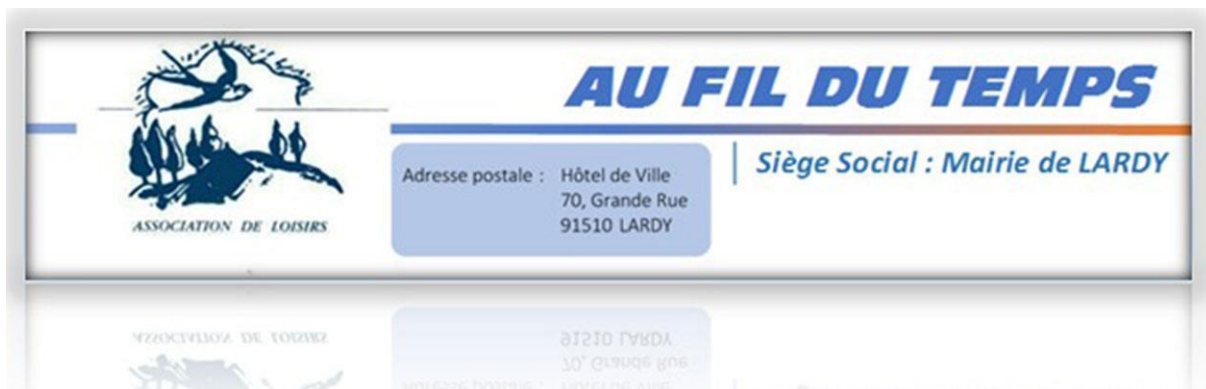 AU FIL DU TEMPS
Siège Social : Mairie de LARDY
Adresse postale : Hôtel de Ville
70, Grande Rue
91510 LARDY
ASSOCIATION DE LOISIRS